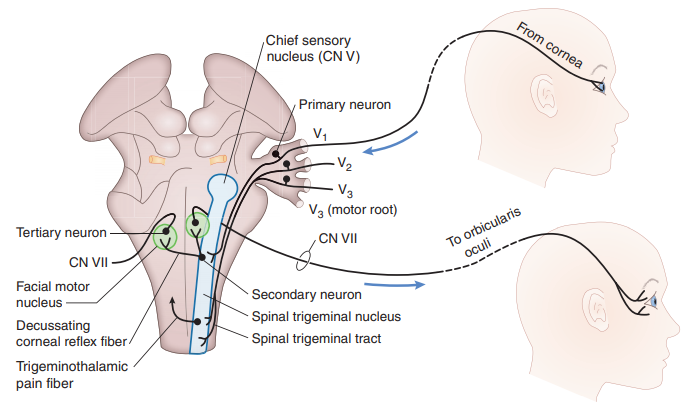 From cornea
Chief sensory
nucleus (CN V)
Primary neuron
V1
V2
V3
V3 (motor root)
Tertiary neuron
CN VII
CN VII
To orbicularis
oculi
Facial motor
nucleus
Secondary neuron
Spinal trigeminal nucleus
Decussating
corneal reflex fiber
Spinal trigeminal tract
Trigeminothalamic
pain fiber